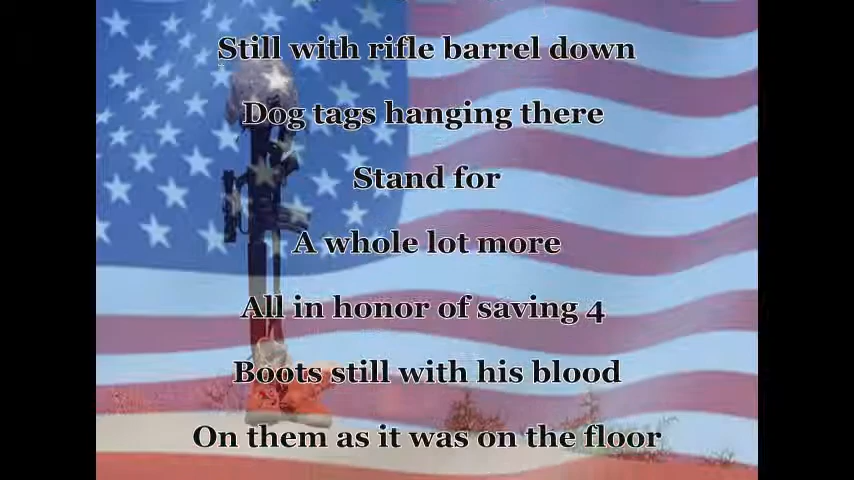 Still with rifle barrel down
Dog tags hanging there
Stand for
A whole lot more
All in honor of saving 4
Boots still with his blood
On them as it was on the floor